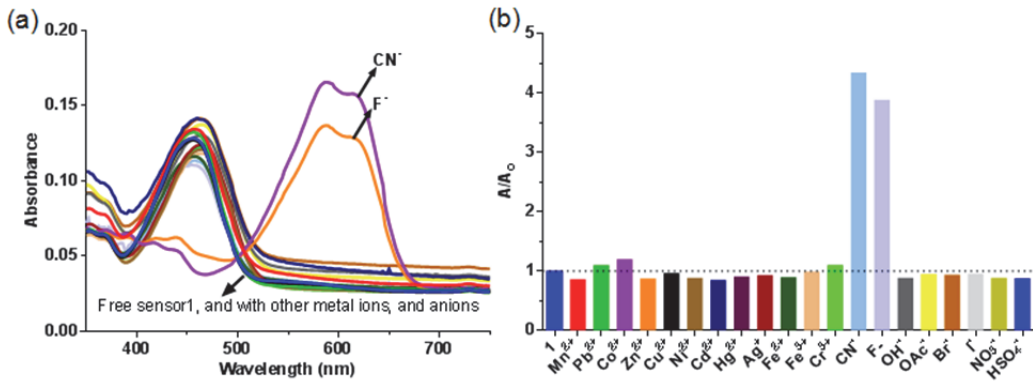 (a)
0.20
0.15
0.10
0.05
0.00
Absorbance
400
500
600
700
Wavelength (nm)
CN⁻
F⁻
Free sensor1, and with other metal ions, and anions
(b)
5
4
3
2
1
0
A/A₀
1
Mn²⁺
Pb²⁺
Co²⁺
Zn²⁺
Cu²⁺
Ni²⁺
Cd²⁺
Hg²⁺
Ag⁺
Fe²⁺
Fe³⁺
Cr³⁺
CN⁻
F⁻
OH⁻
OAc⁻
Br⁻
I⁻
NO₃⁻
HSO₄⁻